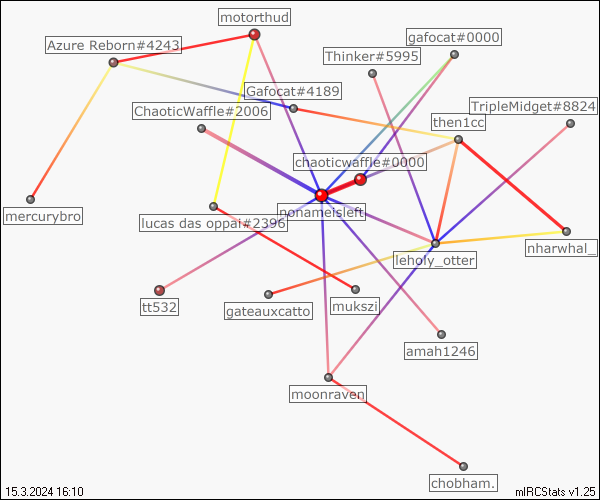 motorthud
gafocat#0000
Azure Reborn#4243
Thinker#5995
Gafocat#4189
ChaoticWaffle#2006
TripleMidget#8824
then1cc
chaoticwaffle#0000
mercurybro
nonameisleft
lucas das oppai#2396
nharwhal_
leholy_otter
tt532
gateauxcatto
mukszi
amah1246
moonraven
chobham.
15.3.2024 16:10
mIRCStats v1.25